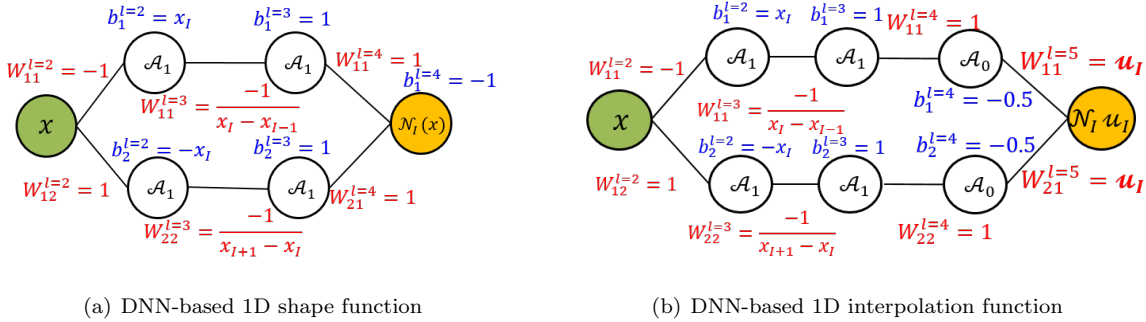 b_1^{l=2} = x_I
b_1^{l=3} = 1
W_{11}^{l=2} = -1
𝒜_1
𝒜_1
W_{11}^{l=4} = 1
b_1^{l=4} = -1
W_{11}^{l=3} = \frac{-1}{x_I - x_{I-1}}
x
𝒩_I(x)
b_2^{l=2} = -x_I
b_2^{l=3} = 1
W_{12}^{l=2} = 1
𝒜_1
𝒜_1
W_{21}^{l=4} = 1
W_{22}^{l=3} = \frac{-1}{x_{I+1} - x_I}
(a) DNN-based 1D shape function
b_1^{l=2} = x_I
b_1^{l=3} = 1
W_{11}^{l=4} = 1
W_{11}^{l=2} = -1
𝒜_1
𝒜_1
𝒜_0
W_{11}^{l=5} = u_I
W_{11}^{l=3} = \frac{-1}{x_I - x_{I-1}}
b_1^{l=4} = -0.5
x
𝒩_I u_I
b_2^{l=2} = -x_I
b_2^{l=3} = 1
b_2^{l=4} = -0.5
W_{12}^{l=2} = 1
𝒜_1
𝒜_1
𝒜_0
W_{21}^{l=5} = u_I
W_{22}^{l=3} = \frac{-1}{x_{I+1} - x_I}
W_{22}^{l=4} = 1
(b) DNN-based 1D interpolation function